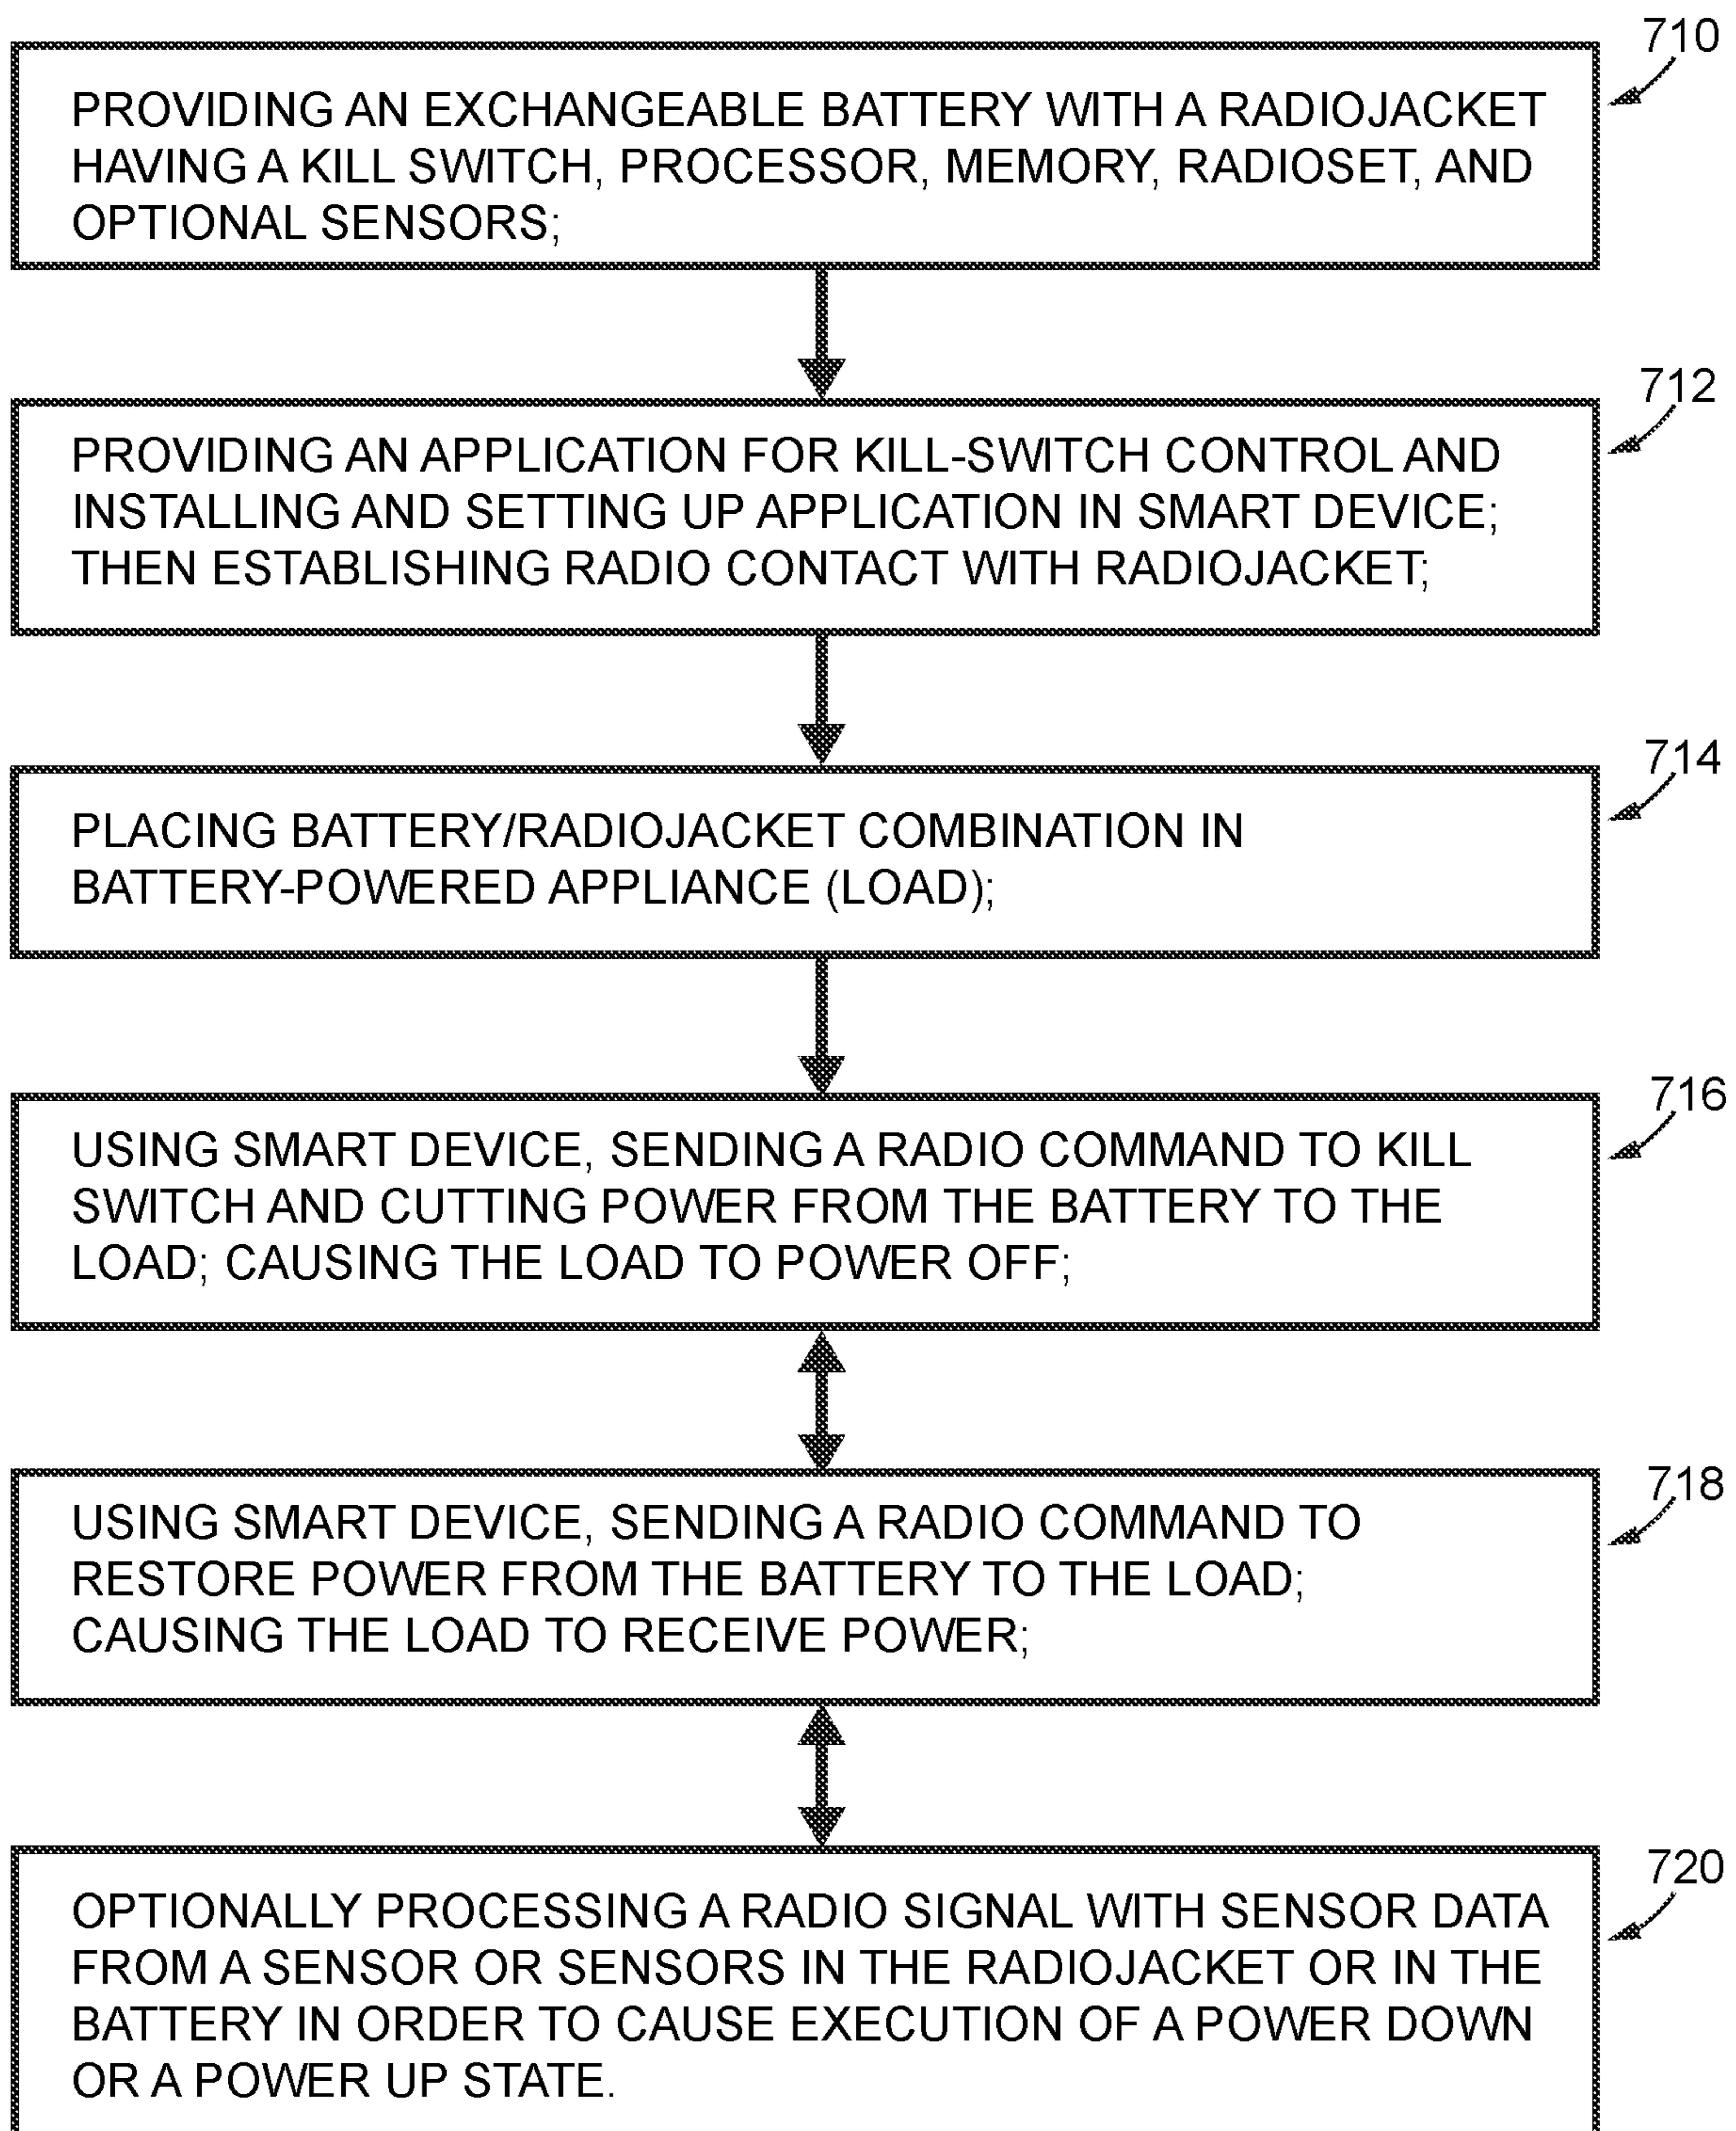 710
PROVIDING AN EXCHANGEABLE BATTERY WITH A RADIOJACKET
HAVING A KILL SWITCH, PROCESSOR, MEMORY, RADIOSET, AND
OPTIONAL SENSORS;
712
PROVIDING AN APPLICATION FOR KILL-SWITCH CONTROL AND
INSTALLING AND SETTING UP APPLICATION IN SMART DEVICE;
THEN ESTABLISHING RADIO CONTACT WITH RADIOJACKET;
714
PLACING BATTERY/RADIOJACKET COMBINATION IN
BATTERY-POWERED APPLIANCE (LOAD);
716
USING SMART DEVICE, SENDING A RADIO COMMAND TO KILL
SWITCH AND CUTTING POWER FROM THE BATTERY TO THE
LOAD; CAUSING THE LOAD TO POWER OFF;
718
USING SMART DEVICE, SENDING A RADIO COMMAND TO
RESTORE POWER FROM THE BATTERY TO THE LOAD;
CAUSING THE LOAD TO RECEIVE POWER;
720
OPTIONALLY PROCESSING A RADIO SIGNAL WITH SENSOR DATA
FROM A SENSOR OR SENSORS IN THE RADIOJACKET OR IN THE
BATTERY IN ORDER TO CAUSE EXECUTION OF A POWER DOWN
OR A POWER UP STATE.